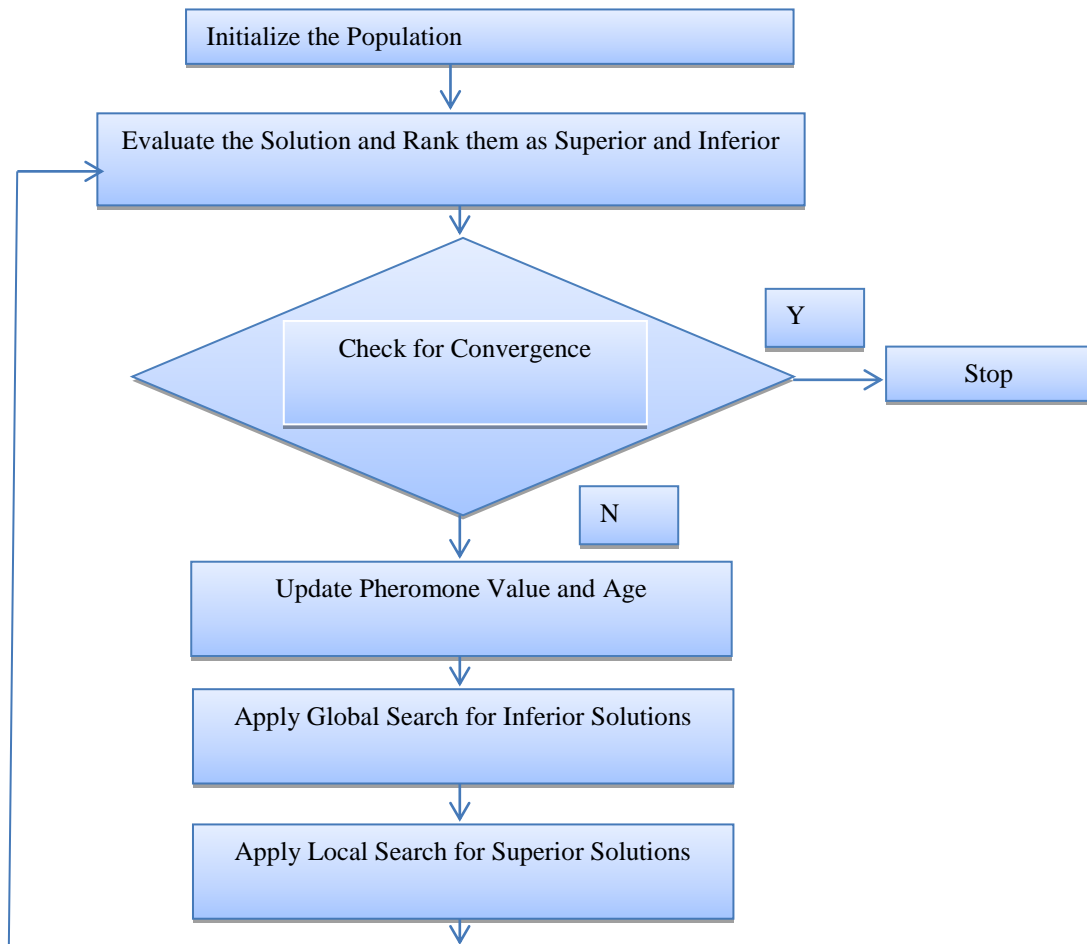 Initialize the Population
Evaluate the Solution and Rank them as Superior and Inferior
Y
Check for Convergence
Stop
N
Update Pheromone Value and Age
Apply Global Search for Inferior Solutions
Apply Local Search for Superior Solutions